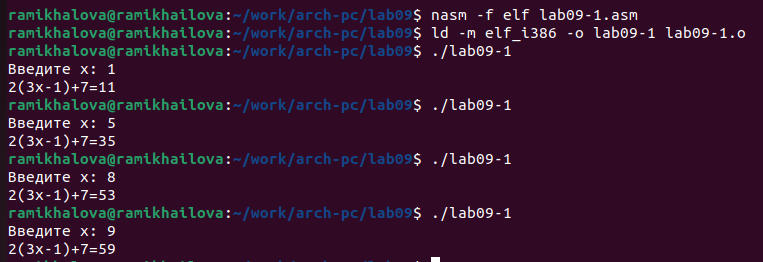 ramikhalova@ramikhailova:~/work/arch-pc/lab09$ nasm -f elf lab09-1.asm
ramikhalova@ramikhailova:~/work/arch-pc/lab09$ ld -m elf_i386 -o lab09-1 lab09-1.o
ramikhalova@ramikhailova:~/work/arch-pc/lab09$ ./lab09-1
Введите x: 1
2(3x-1)+7=11
ramikhalova@ramikhailova:~/work/arch-pc/lab09$ ./lab09-1
Введите x: 5
2(3x-1)+7=35
ramikhalova@ramikhailova:~/work/arch-pc/lab09$ ./lab09-1
Введите x: 8
2(3x-1)+7=53
ramikhalova@ramikhailova:~/work/arch-pc/lab09$ ./lab09-1
Введите x: 9
2(3x-1)+7=59